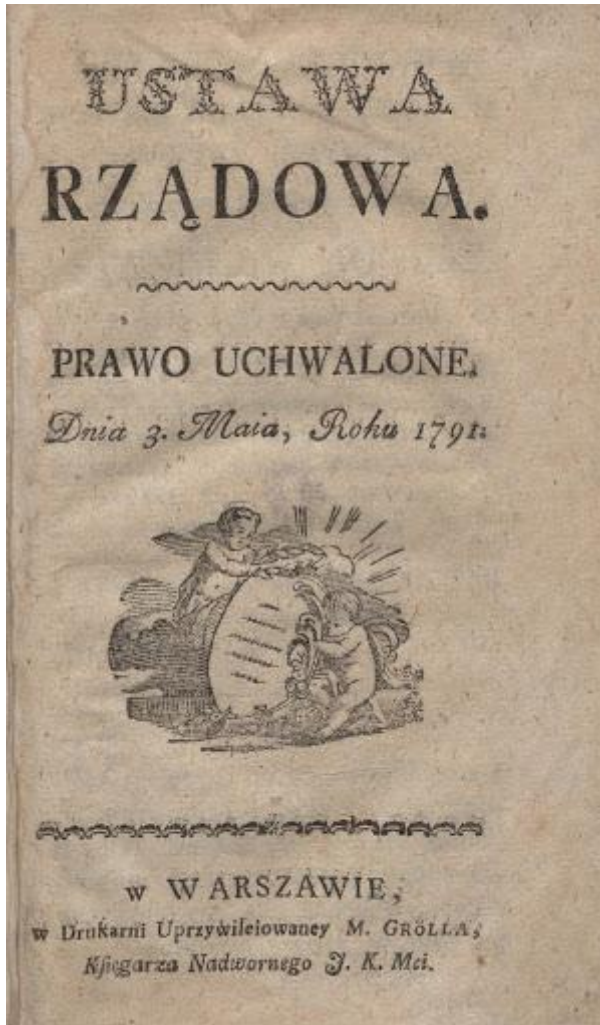 USTAWA
RZĄDOWA.
PRAWO UCHWALONE.
Dnia 3. Maia, Roku 1791.
w WARSZAWIE,
w Drukarni Uprzywileiowaney M. GRÖLLA,
Księgarza Nadwornego J. K. Mci.